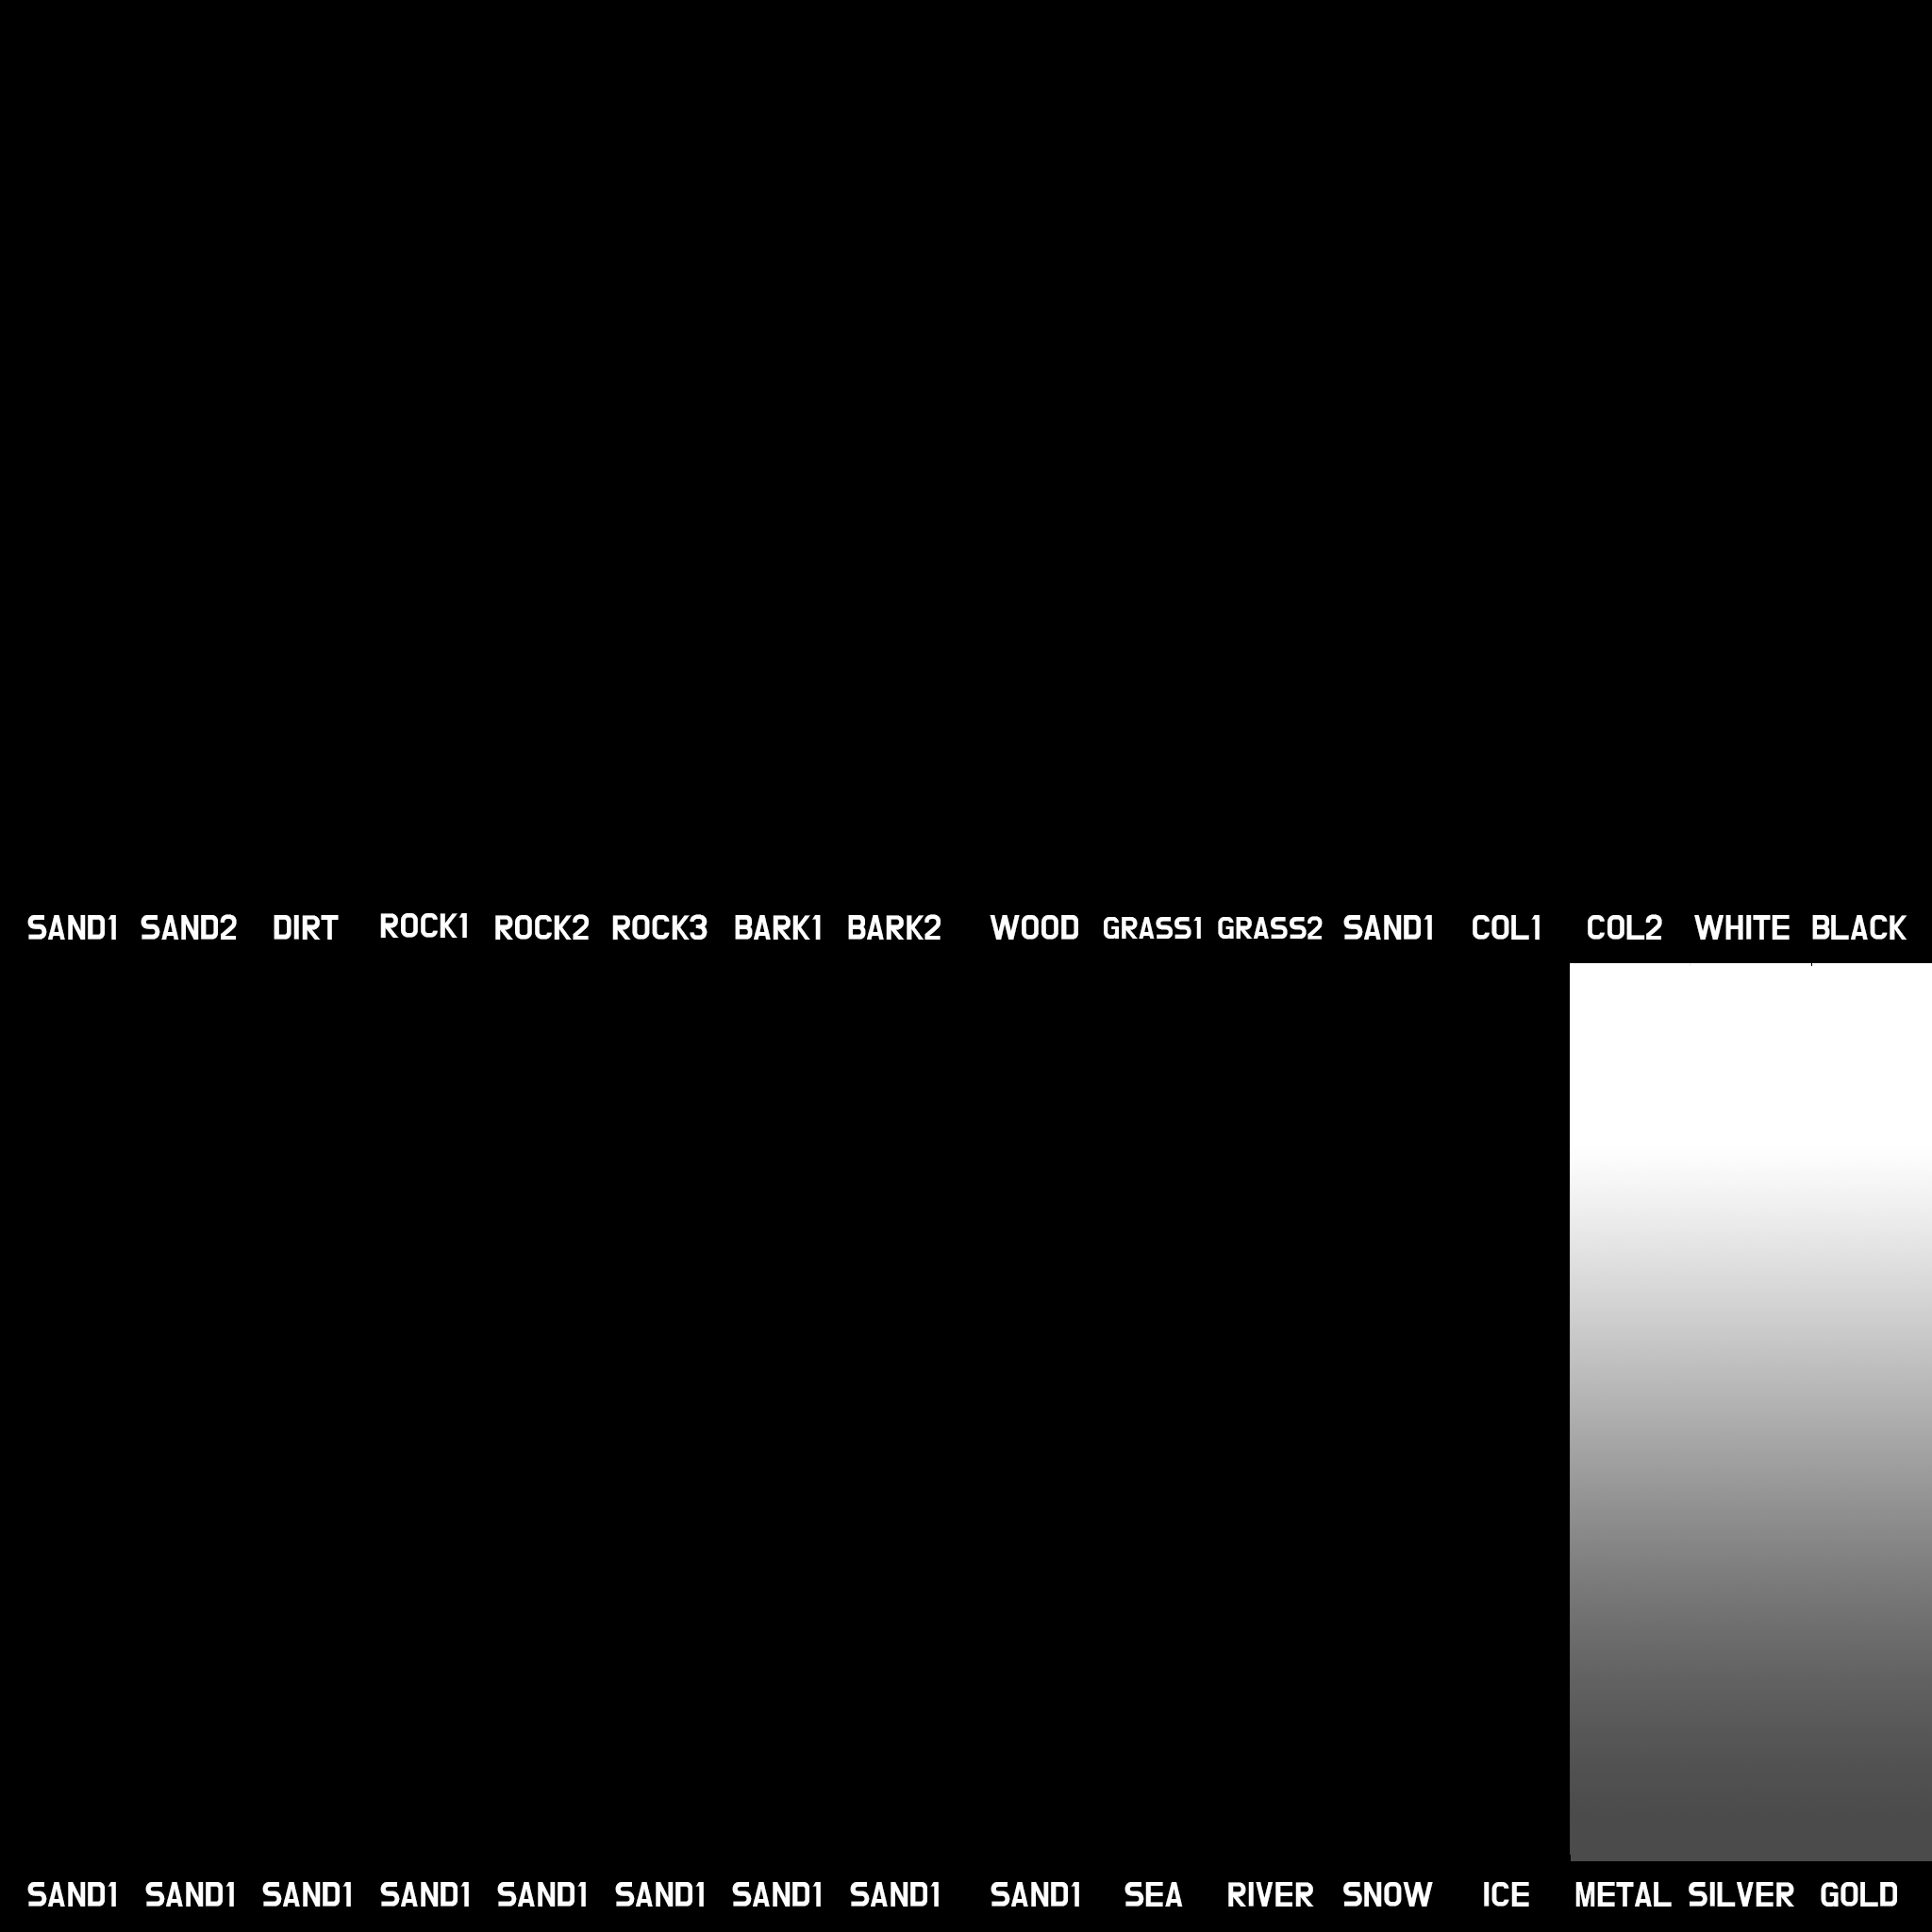 SAND1 SAND2 DIRT ROCK1 ROCK2 ROCK3 BARK1 BARK2 WOOD GRASS1 GRASS2 SAND1 COL1 COL2 WHITE BLACK
SAND1 SAND1 SAND1 SAND1 SAND1 SAND1 SAND1 SAND1 SAND1 SEA RIVER SNOW ICE METAL SILVER GOLD